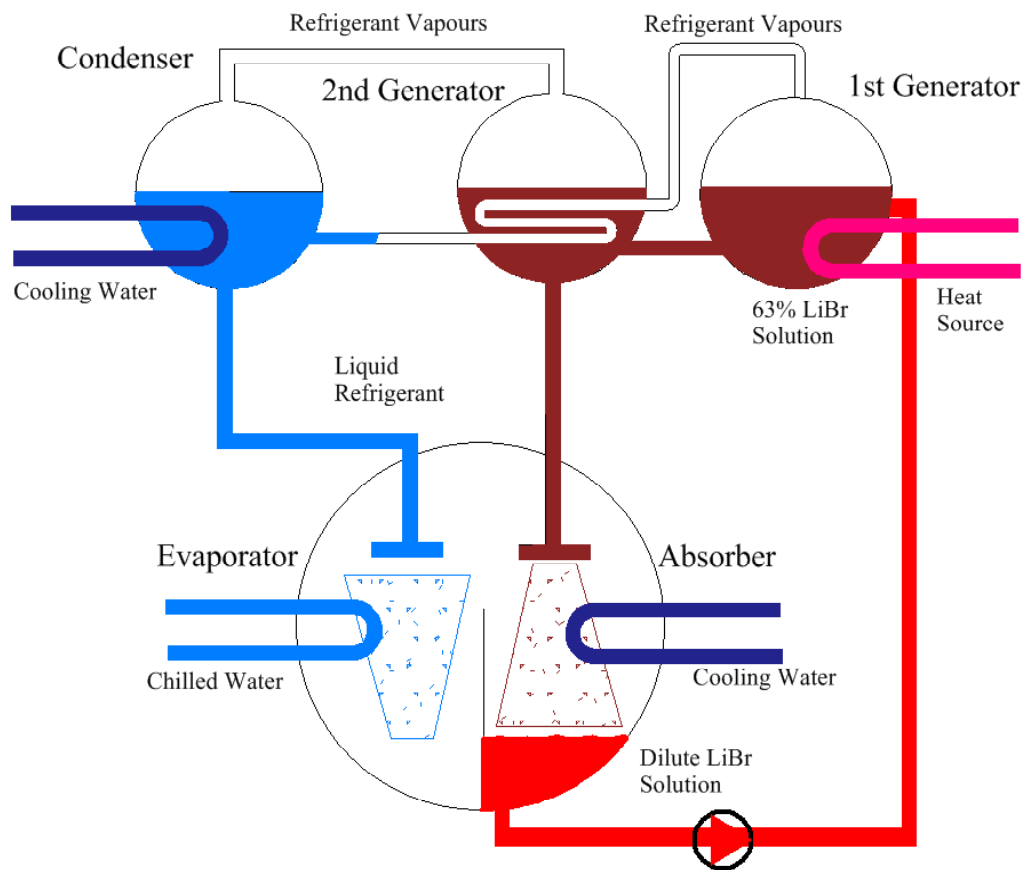 Refrigerant Vapours
Refrigerant Vapours
Condenser
2nd Generator
1st Generator
Cooling Water
63% LiBr
Solution
Heat
Source
Liquid
Refrigerant
Evaporator
Absorber
Chilled Water
Cooling Water
Dilute LiBr
Solution